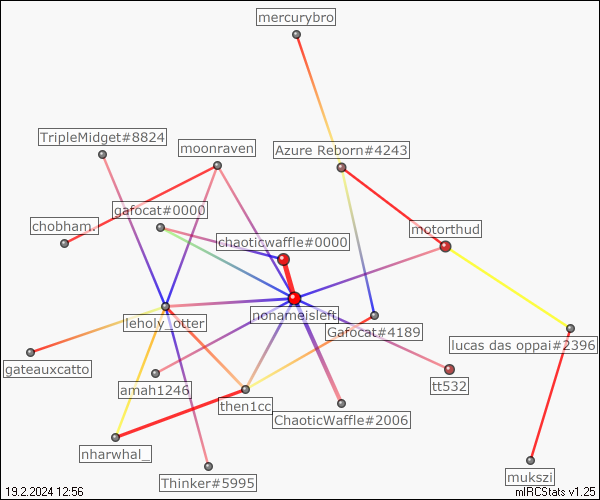 mercurybro
TripleMidget#8824
moonraven
Azure Reborn#4243
gafocat#0000
chobham.
chaoticwaffle#0000
motorthud
nonameisleft
leholy_otter
Gafocat#4189
lucas das oppai#2396
gateauxcatto
amah1246
tt532
then1cc
ChaoticWaffle#2006
nharwhal_
Thinker#5995
mukszi
19.2.2024 12:56
mIRCStats v1.25